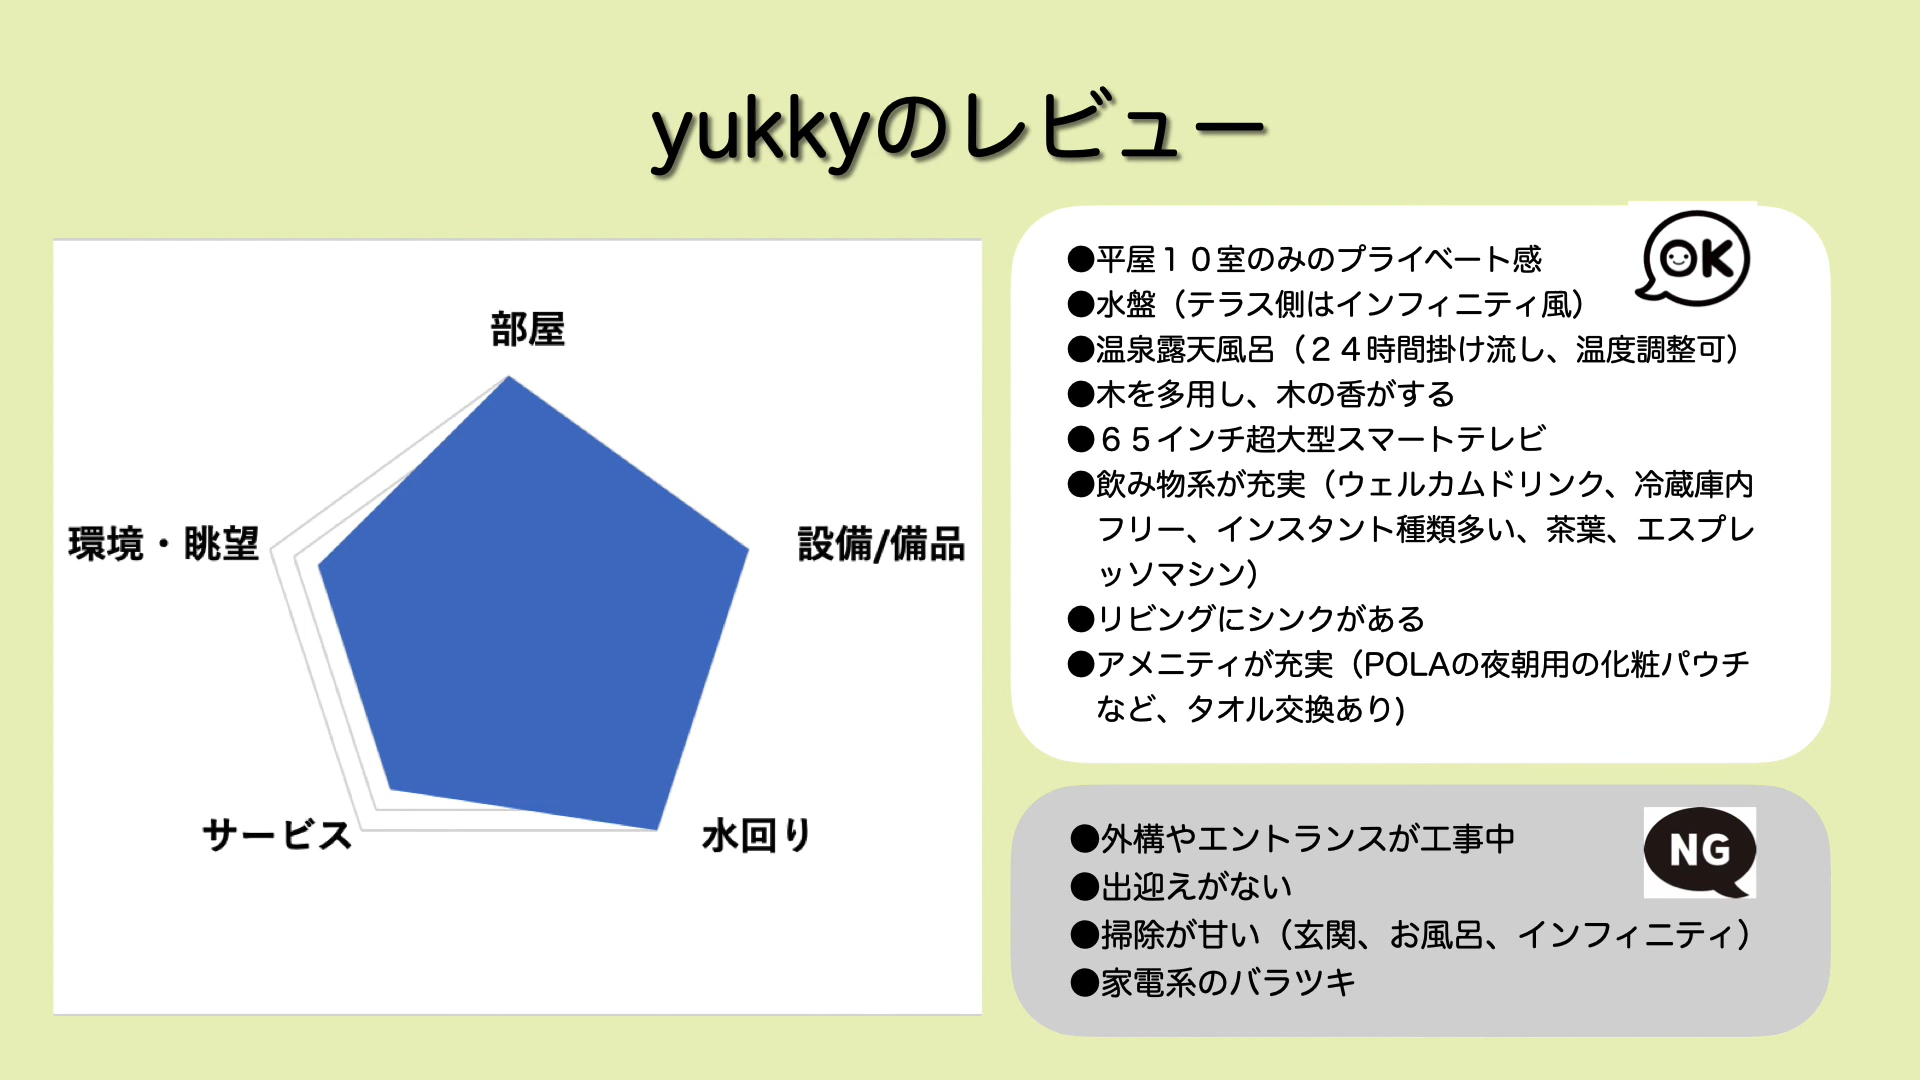 yukkyのレビュー
部屋
環境・眺望
設備/備品
サービス
水回り
OK
●平屋１０室のみのプライベート感
●水盤（テラス側はインフィニティ風）
●温泉露天風呂（２４時間掛け流し、温度調整可）
●木を多用し、木の香がする
●６５インチ超大型スマートテレビ
●飲み物系が充実（ウェルカムドリンク、冷蔵庫内
フリー、インスタント種類多い、茶葉、エスプレ
ッソマシン）
●リビングにシンクがある
●アメニティが充実（POLAの夜朝用の化粧パウチ
など、タオル交換あり)
NG
●外構やエントランスが工事中
●出迎えがない
●掃除が甘い（玄関、お風呂、インフィニティ）
●家電系のバラツキ